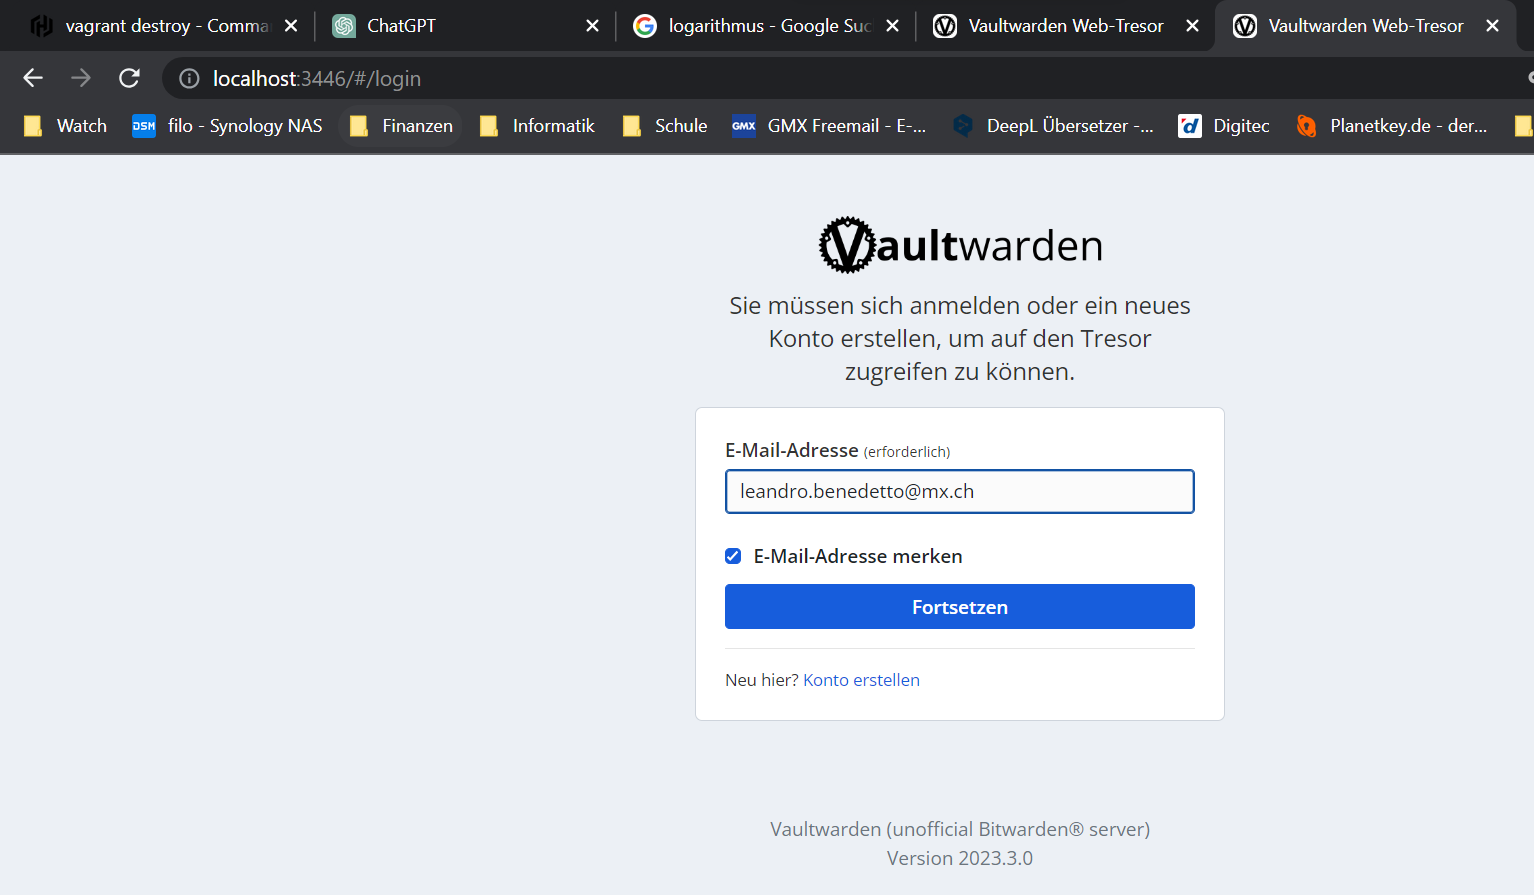 vagrant destroy - Comma
ChatGPT
logarithmus - Google Suc
Vaultwarden Web-Tresor
Vaultwarden Web-Tresor
localhost:3446/#/login
Watch
DSM
filo - Synology NAS
Finanzen
Informatik
Schule
GMX
GMX Freemail - E-...
DeepL Übersetzer -...
d
Digitec
Planetkey.de - der...
Vaultwarden
Sie müssen sich anmelden oder ein neues
Konto erstellen, um auf den Tresor
zugreifen zu können.
E-Mail-Adresse (erforderlich)
leandro.benedetto@mx.ch
E-Mail-Adresse merken
Fortsetzen
Neu hier? Konto erstellen
Vaultwarden (unofficial Bitwarden® server)
Version 2023.3.0